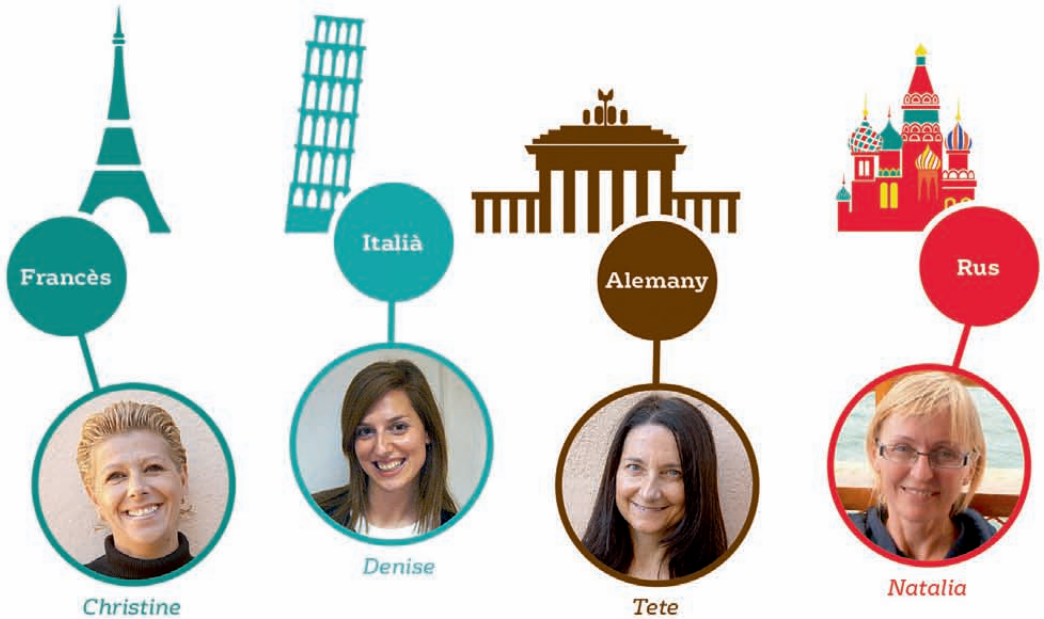 Francès
Italià
Alemany
Rus
Christine
Denise
Tete
Natalia